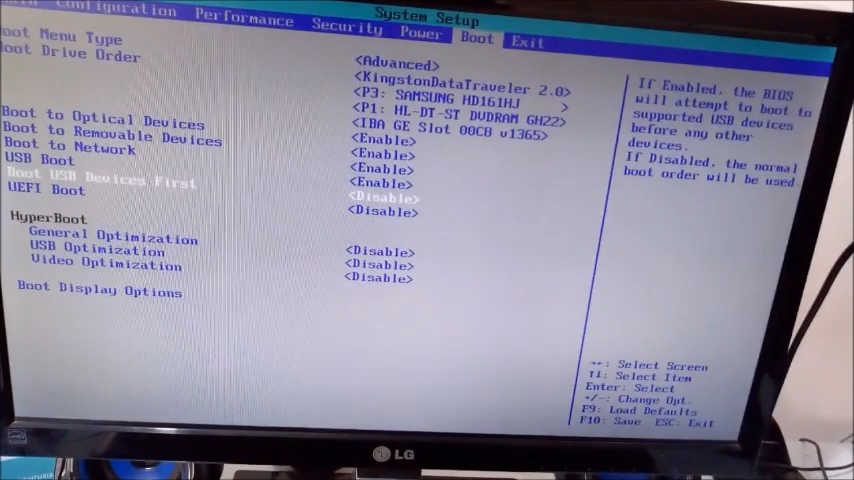 System Setup
Configuration Performance Security Power Boot Exit
Boot Menu Type <Advanced>
Boot Drive Order <KingstonDataTraveler 2.0>
<P3: SAMSUNG HD161HJ >
<P1: HL-DT-ST DVDRAM GH22>
<IBA GE Slot 00C8 v1365>
Boot to Optical Devices <Enable>
Boot to Removable Devices <Enable>
Boot to Network <Enable>
USB Boot <Enable>
Boot USB Devices First <Disable>
UEFI Boot <Disable>
HyperBoot
General Optimization <Disable>
USB Optimization <Disable>
Video Optimization <Disable>
Boot Display Options
If Enabled, the BIOS
will attempt to boot to
supported USB devices
before any other
devices.
If Disabled, the normal
boot order will be used
→←: Select Screen
↑↓: Select Item
Enter: Select
+/-: Change Opt.
F9: Load Defaults
F10: Save ESC: Exit
LG